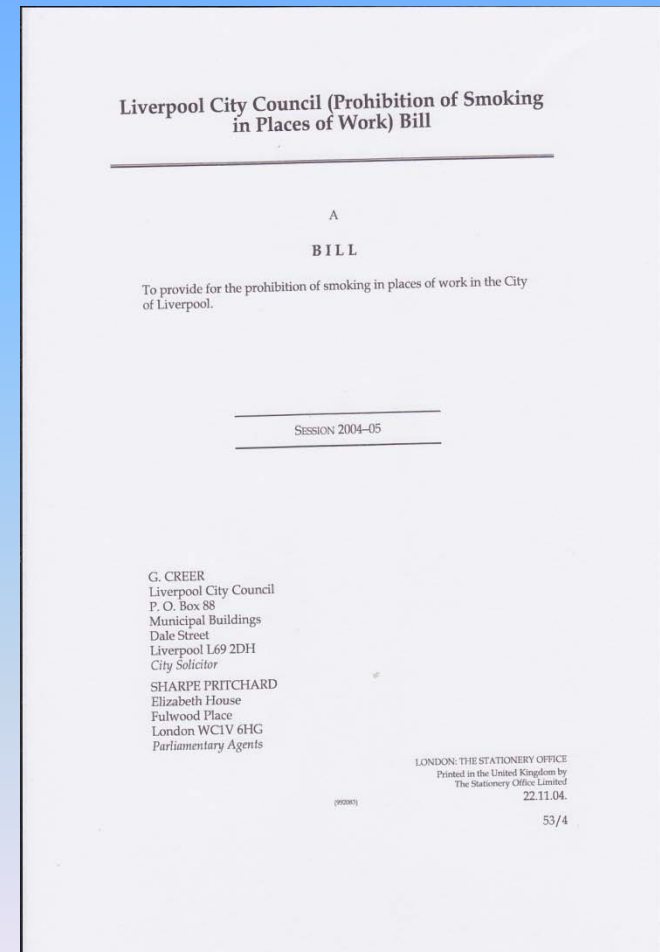 Liverpool City Council (Prohibition of Smoking
in Places of Work) Bill
A
BILL
To provide for the prohibition of smoking in places of work in the City
of Liverpool.
SESSION 2004–05
G. CREER
Liverpool City Council
P. O. Box 88
Municipal Buildings
Dale Street
Liverpool L69 2DH
City Solicitor
SHARPE PRITCHARD
Elizabeth House
Fulwood Place
London WC1V 6HG
Parliamentary Agents
LONDON: THE STATIONERY OFFICE
Printed in the United Kingdom by
The Stationery Office Limited
22.11.04.
53/4